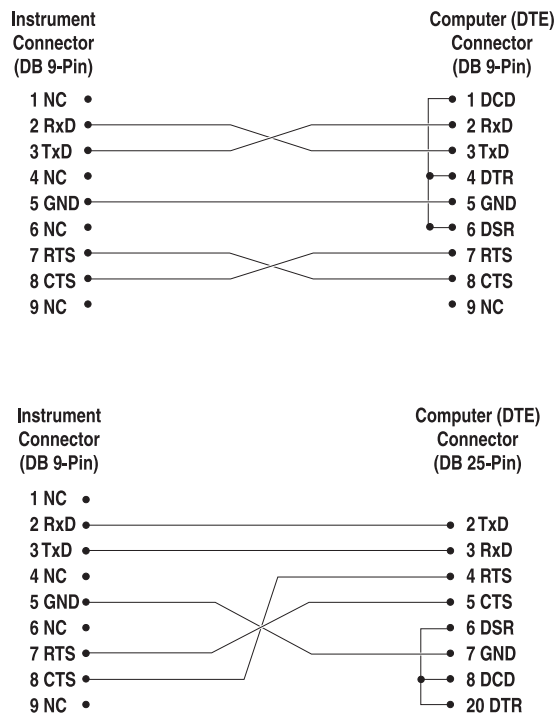 Instrument
Connector
(DB 9-Pin)
Computer (DTE)
Connector
(DB 9-Pin)
1 NC
1 DCD
2 RxD
2 RxD
3 TxD
3 TxD
4 NC
4 DTR
5 GND
5 GND
6 NC
6 DSR
7 RTS
7 RTS
8 CTS
8 CTS
9 NC
9 NC
Instrument
Connector
(DB 9-Pin)
Computer (DTE)
Connector
(DB 25-Pin)
1 NC
2 RxD
2 TxD
3 TxD
3 RxD
4 NC
4 RTS
5 GND
5 CTS
6 NC
6 DSR
7 RTS
7 GND
8 CTS
8 DCD
9 NC
20 DTR